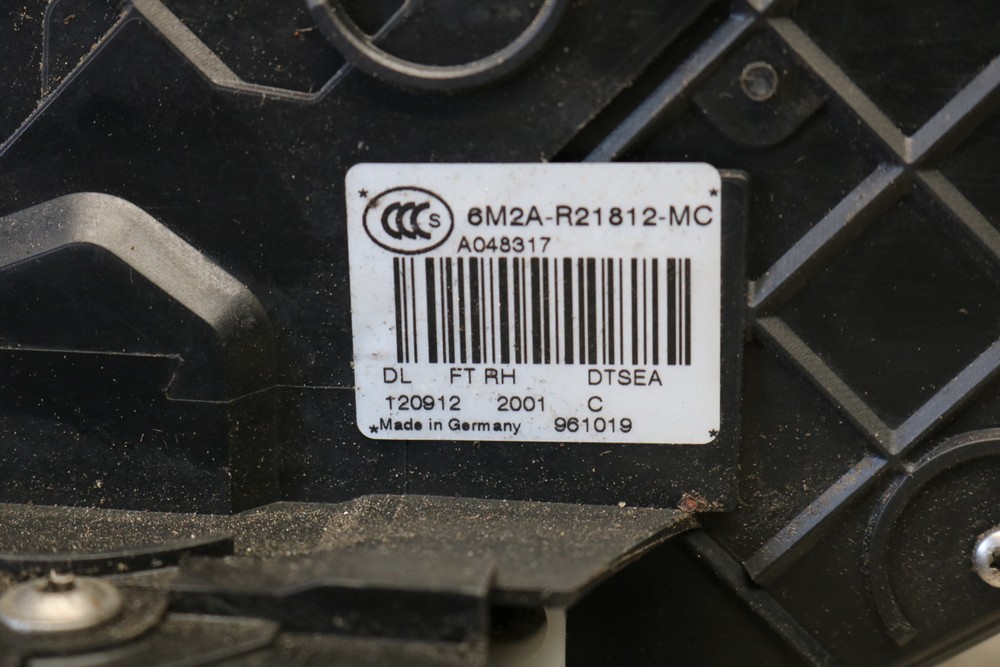 CCC S 6M2A-R21812-MC
A048317
DL FT RH DTSEA
120912 2001 C
*Made in Germany 961019